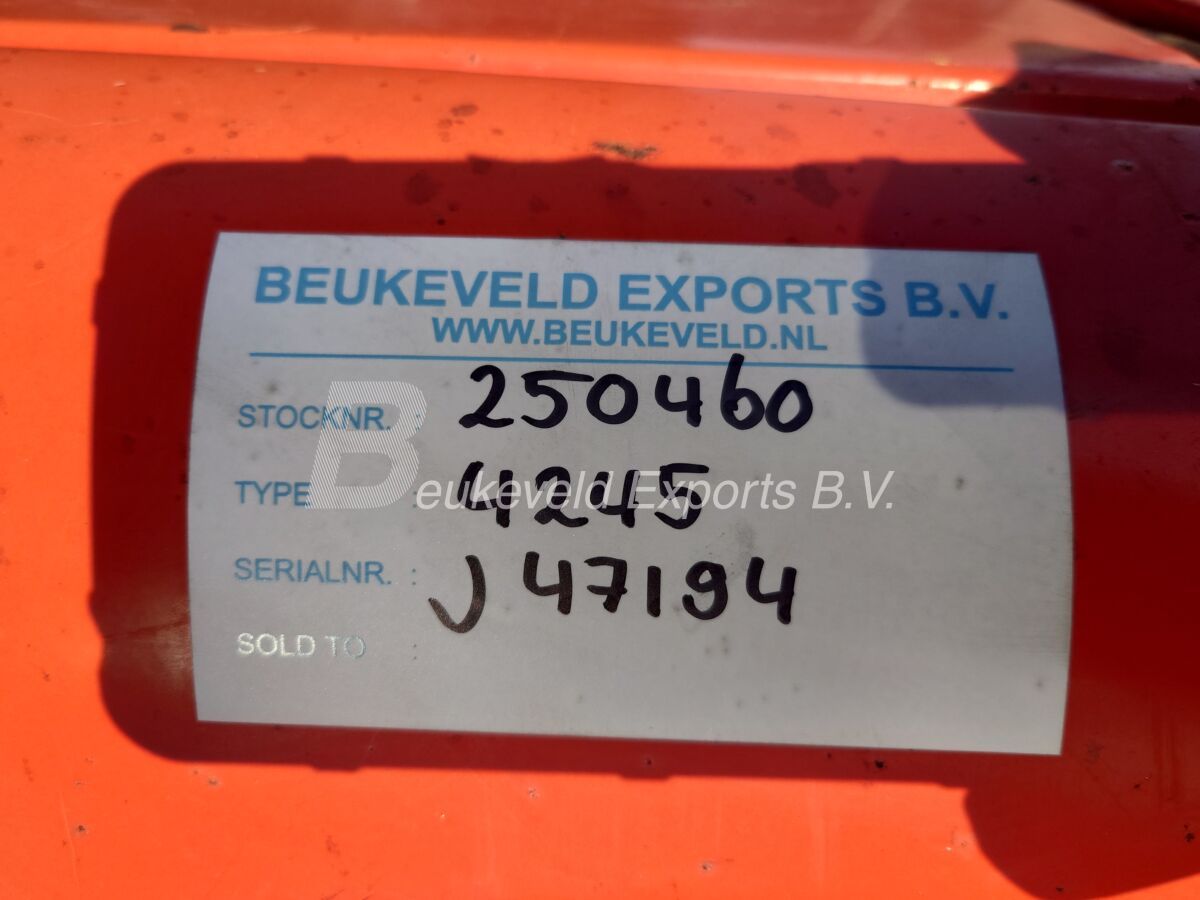 BEUKEVELD EXPORTS B.V.
WWW.BEUKEVELD.NL
STOCKNR. : 250460
TYPE : 4245
Beukeveld Exports B.V.
SERIALNR. : J47194
SOLD TO :